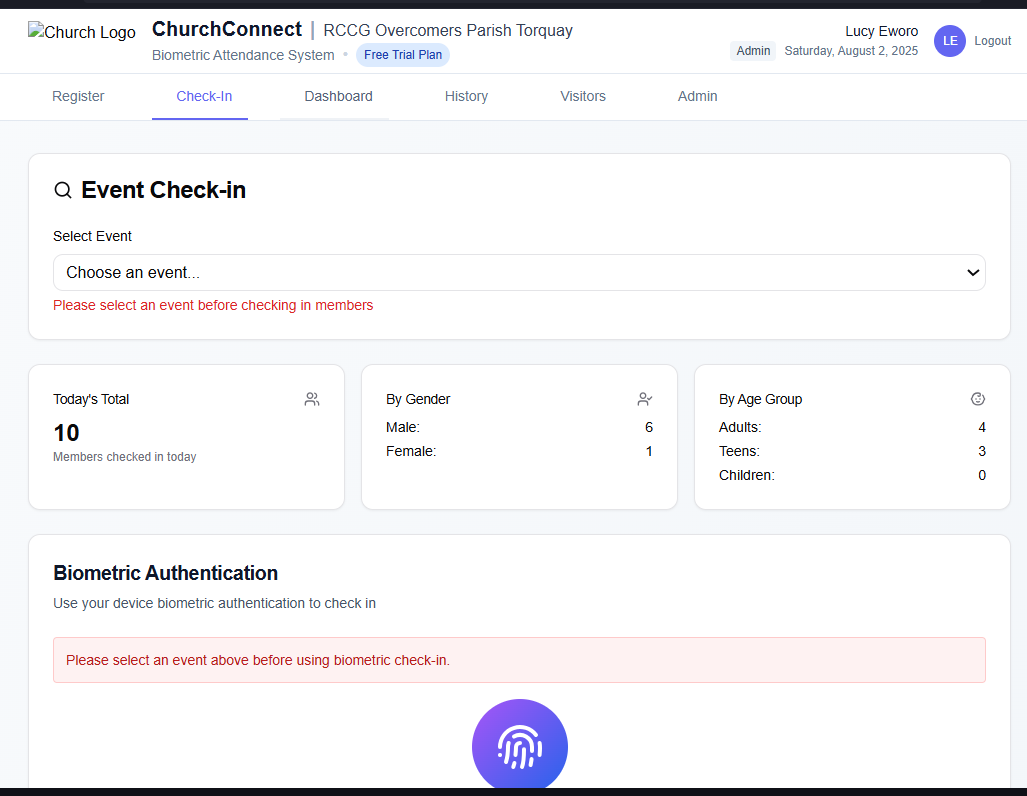 Church Logo
ChurchConnect | RCCG Overcomers Parish Torquay
Biometric Attendance System • Free Trial Plan
Lucy Eworo
Admin Saturday, August 2, 2025
LE
Logout
Register Check-In Dashboard History Visitors Admin
Event Check-in
Select Event
Choose an event...
Please select an event before checking in members
Today's Total
10
Members checked in today
By Gender
Male: 6
Female: 1
By Age Group
Adults: 4
Teens: 3
Children: 0
Biometric Authentication
Use your device biometric authentication to check in
Please select an event above before using biometric check-in.